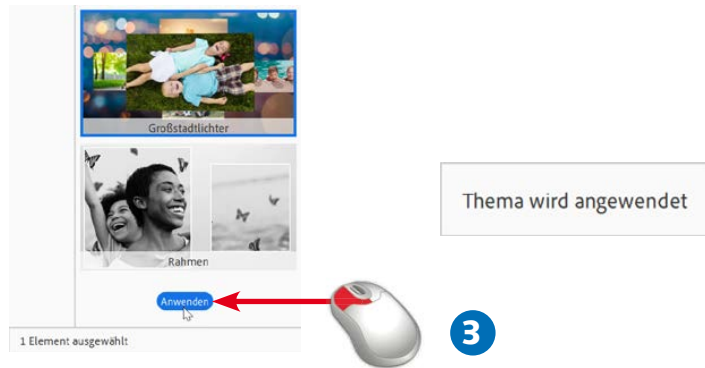 Großstadtlichter
Rahmen
Anwenden
1 Element ausgewählt
Thema wird angewendet
3